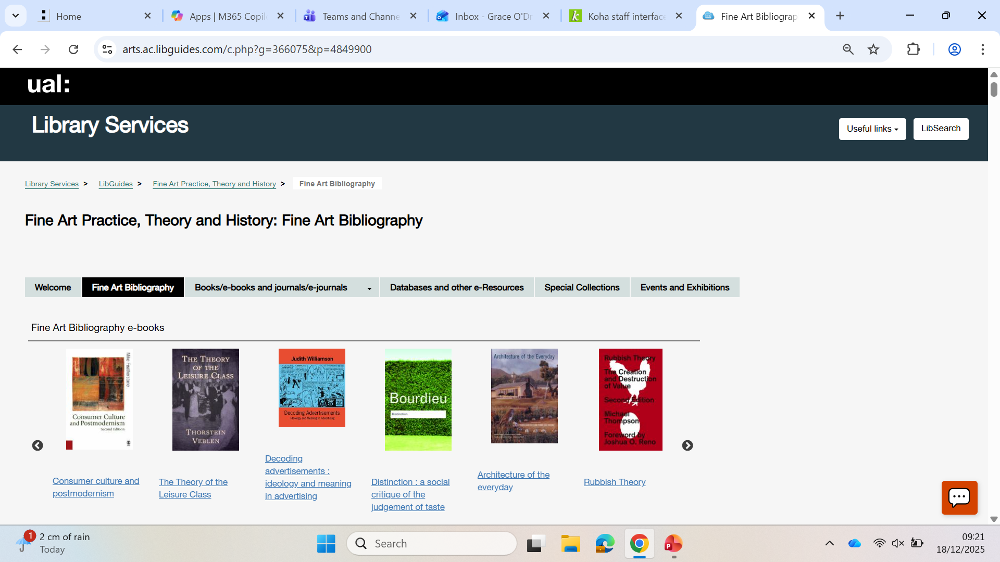 Home
Apps | M365 Copil
Teams and Channe
Inbox - Grace O'Dr
Koha staff interface
Fine Art Bibliograp
arts.ac.libguides.com/c.php?g=366075&p=4849900
ual:
Library Services
Useful links
LibSearch
Library Services > LibGuides > Fine Art Practice, Theory and History > Fine Art Bibliography
Fine Art Practice, Theory and History: Fine Art Bibliography
Welcome
Fine Art Bibliography
Books/e-books and journals/e-journals
Databases and other e-Resources
Special Collections
Events and Exhibitions
Fine Art Bibliography e-books
Mike Featherstone
Consumer Culture
and Postmodernism
Second Edition
Consumer culture and
postmodernism
THE THEORY
OF THE
LEISURE CLASS
THORSTEIN
VEBLEN
The Theory of the
Leisure Class
Judith Williamson
Decoding Advertisements
Ideology and Meaning in Advertising
Decoding
advertisements :
ideology and meaning
in advertising
Bourdieu
Distinction
Distinction : a social
critique of the
judgement of taste
Architecture of the Everyday
Architecture of the
everyday
Rubbish Theory
The Creation
and Destruction
of Value
Second Edition
Michael
Thompson
Foreword by
Joshua O. Reno
Rubbish Theory
1
2 cm of rain
Today
Search
09:21
18/12/2025